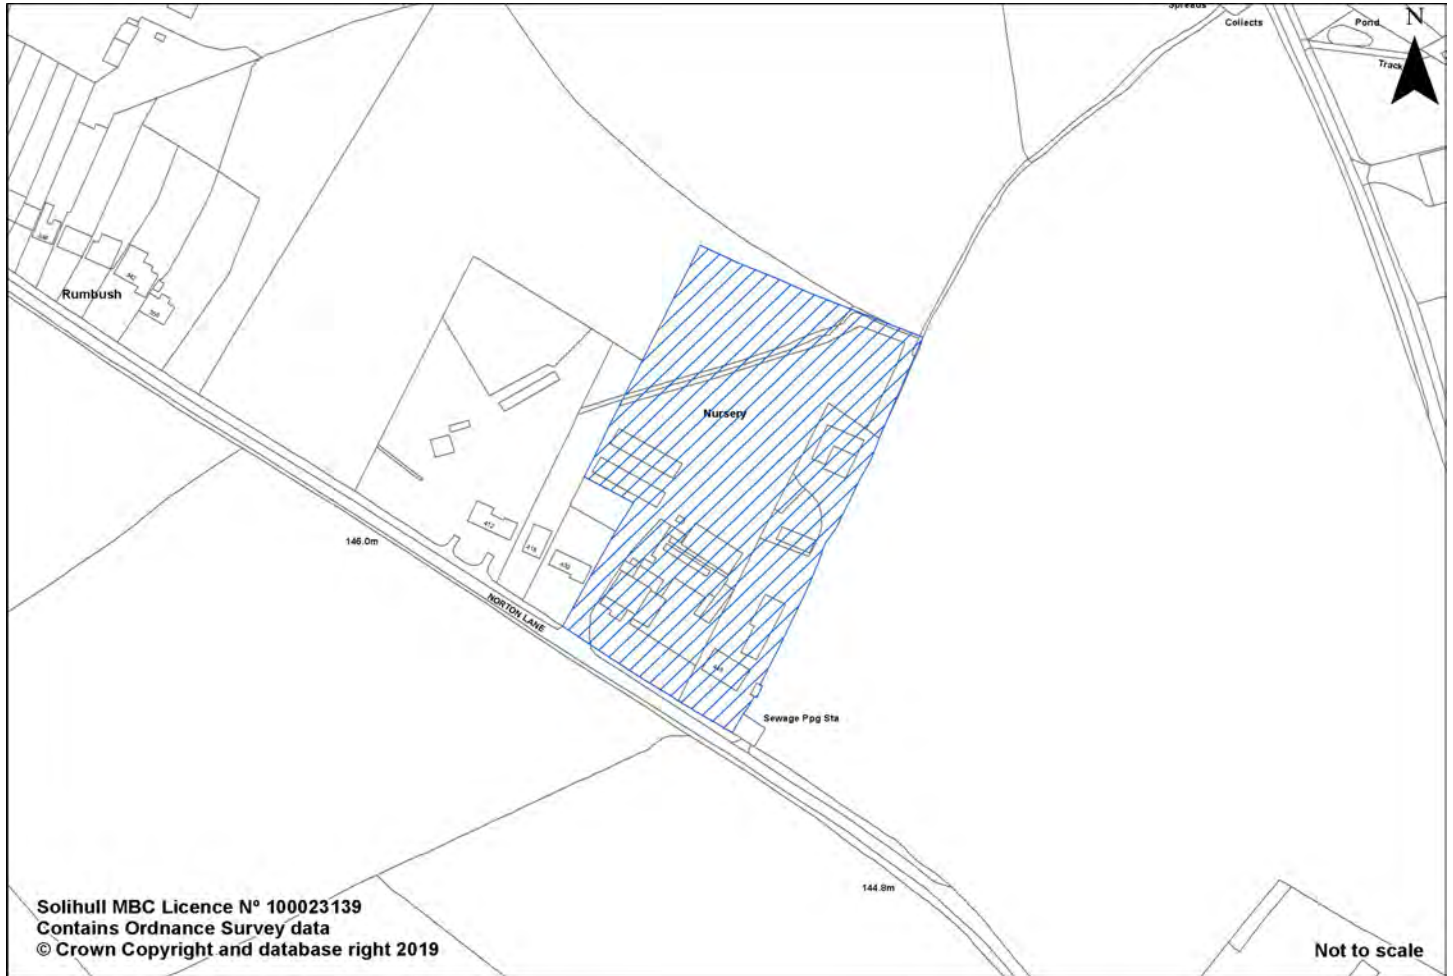 Spreads
Collects
Pond
N
Track
Rumbush
Nursery
412
146.0m
NORTON LANE
Sewage Ppg Sta
144.8m
Solihull MBC Licence Nº 100023139
Contains Ordnance Survey data
© Crown Copyright and database right 2019
Not to scale